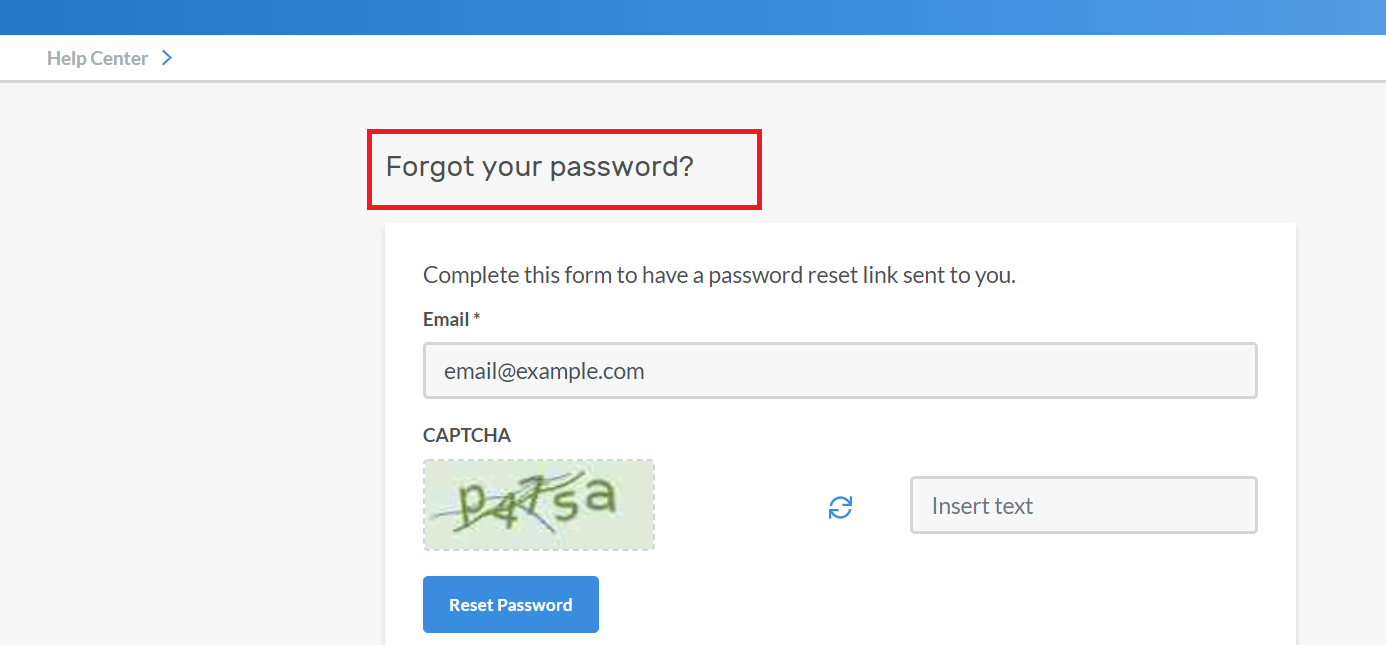 Help Center
Forgot your password?
Complete this form to have a password reset link sent to you.
Email *
email@example.com
CAPTCHA
Insert text
Reset Password